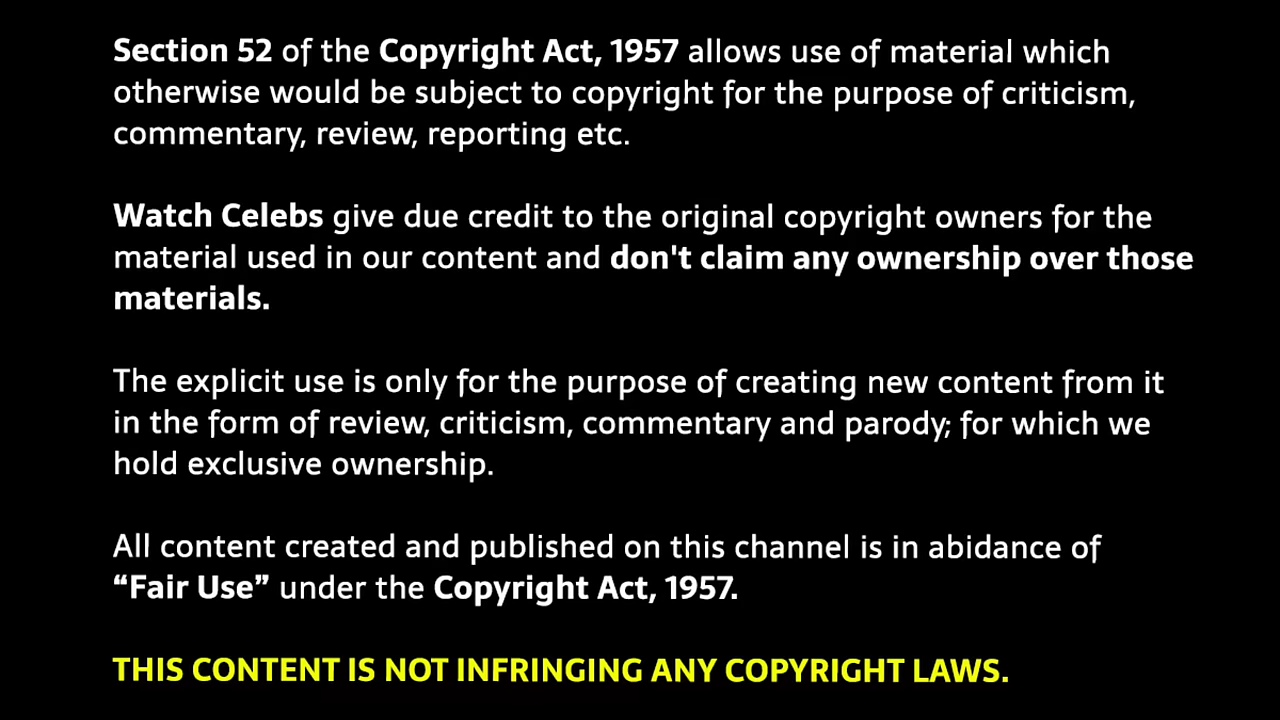 Section 52 of the Copyright Act, 1957 allows use of material which
otherwise would be subject to copyright for the purpose of criticism,
commentary, review, reporting etc.
Watch Celebs give due credit to the original copyright owners for the
material used in our content and don't claim any ownership over those
materials.
The explicit use is only for the purpose of creating new content from it
in the form of review, criticism, commentary and parody; for which we
hold exclusive ownership.
All content created and published on this channel is in abidance of
“Fair Use” under the Copyright Act, 1957.
THIS CONTENT IS NOT INFRINGING ANY COPYRIGHT LAWS.